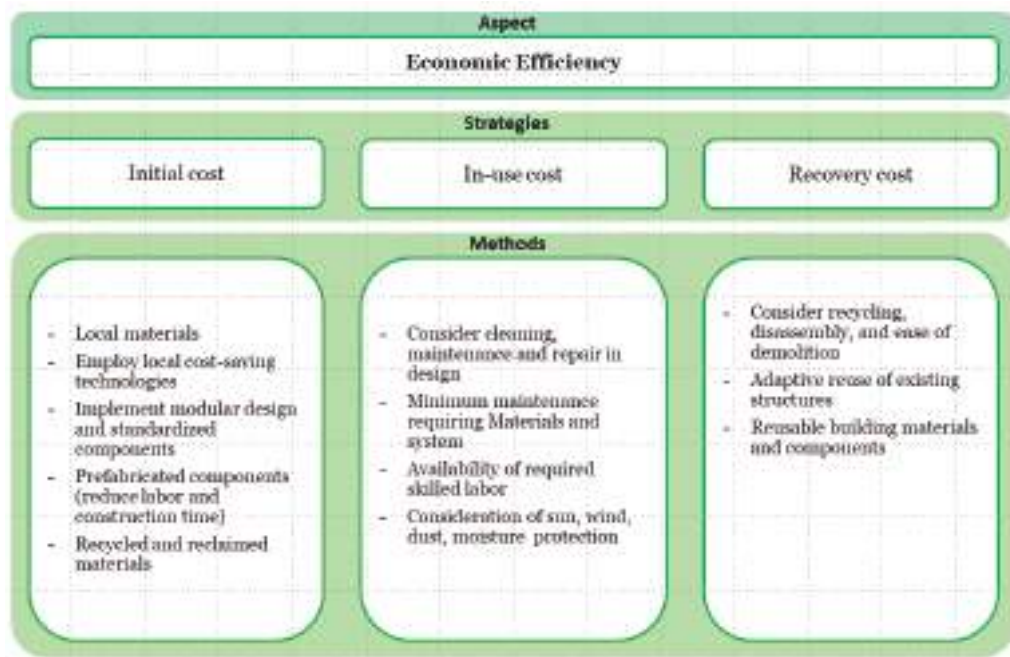 Aspect
Economic Efficiency
Strategies
Initial cost
In-use cost
Recovery cost
Methods
- Local materials
- Employ local cost-saving
technologies
- Implement modular design
and standardized
components
- Prefabricated components
(reduce labor and
construction time)
- Recycled and reclaimed
materials
- Consider cleaning,
maintenance and repair in
design
- Minimum maintenance
requiring Materials and
system
- Availability of required
skilled labor
- Consideration of sun, wind,
dust, moisture protection
- Consider recycling,
disassembly, and ease of
demolition
- Adaptive reuse of existing
structures
- Reusable building materials
and components